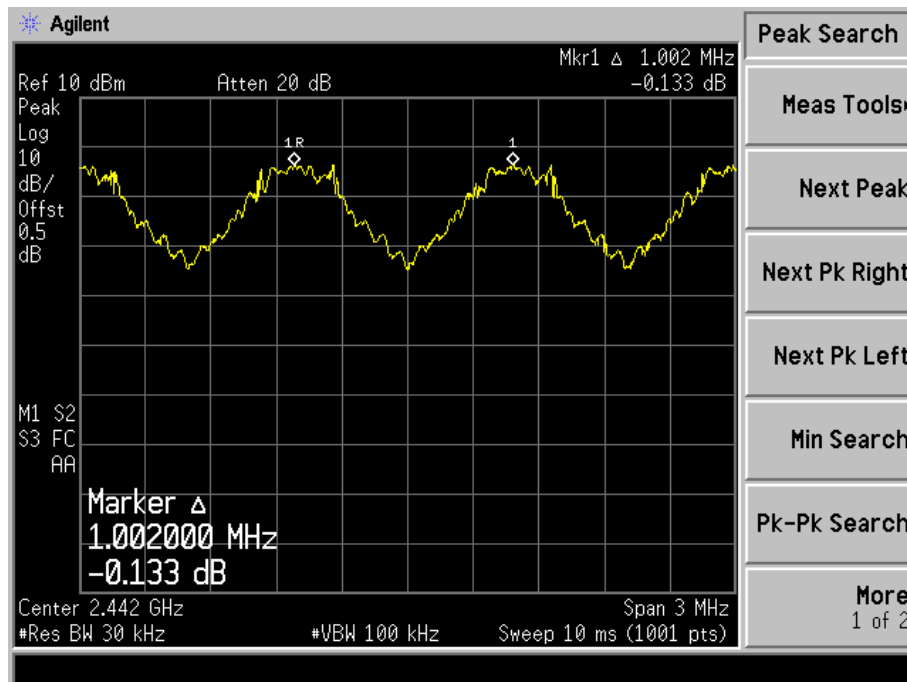 Agilent
Mkr1 Δ 1.002 MHz
Ref 10 dBm Atten 20 dB -0.133 dB
Peak
Log
10
dB/
Offst
0.5
dB
1R
1
M1 S2
S3 FC
AA
Marker Δ
1.002000 MHz
-0.133 dB
Center 2.442 GHz Span 3 MHz
#Res BW 30 kHz #VBW 100 kHz Sweep 10 ms (1001 pts)
Peak Search
Meas Tools
Next Peak
Next Pk Right
Next Pk Left
Min Search
Pk-Pk Search
More
1 of 2